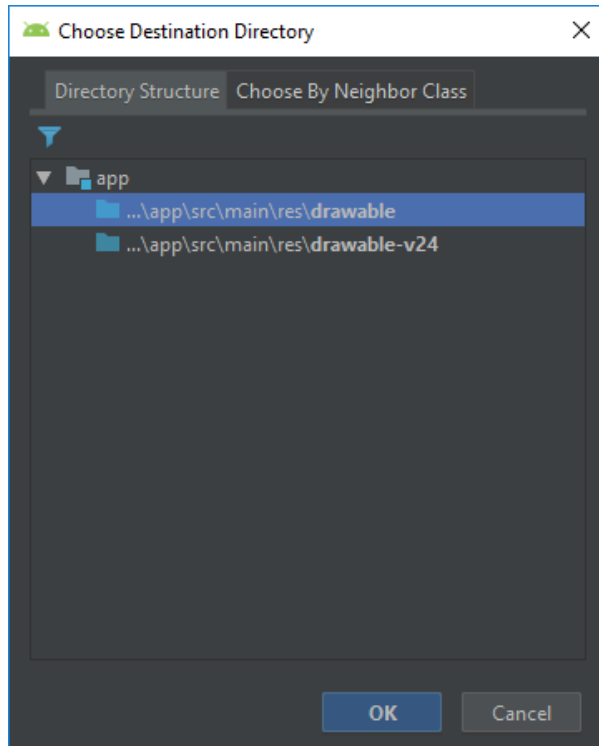 Choose Destination Directory
Directory Structure Choose By Neighbor Class
app
...\app\src\main\res\drawable
...\app\src\main\res\drawable-v24
OK Cancel